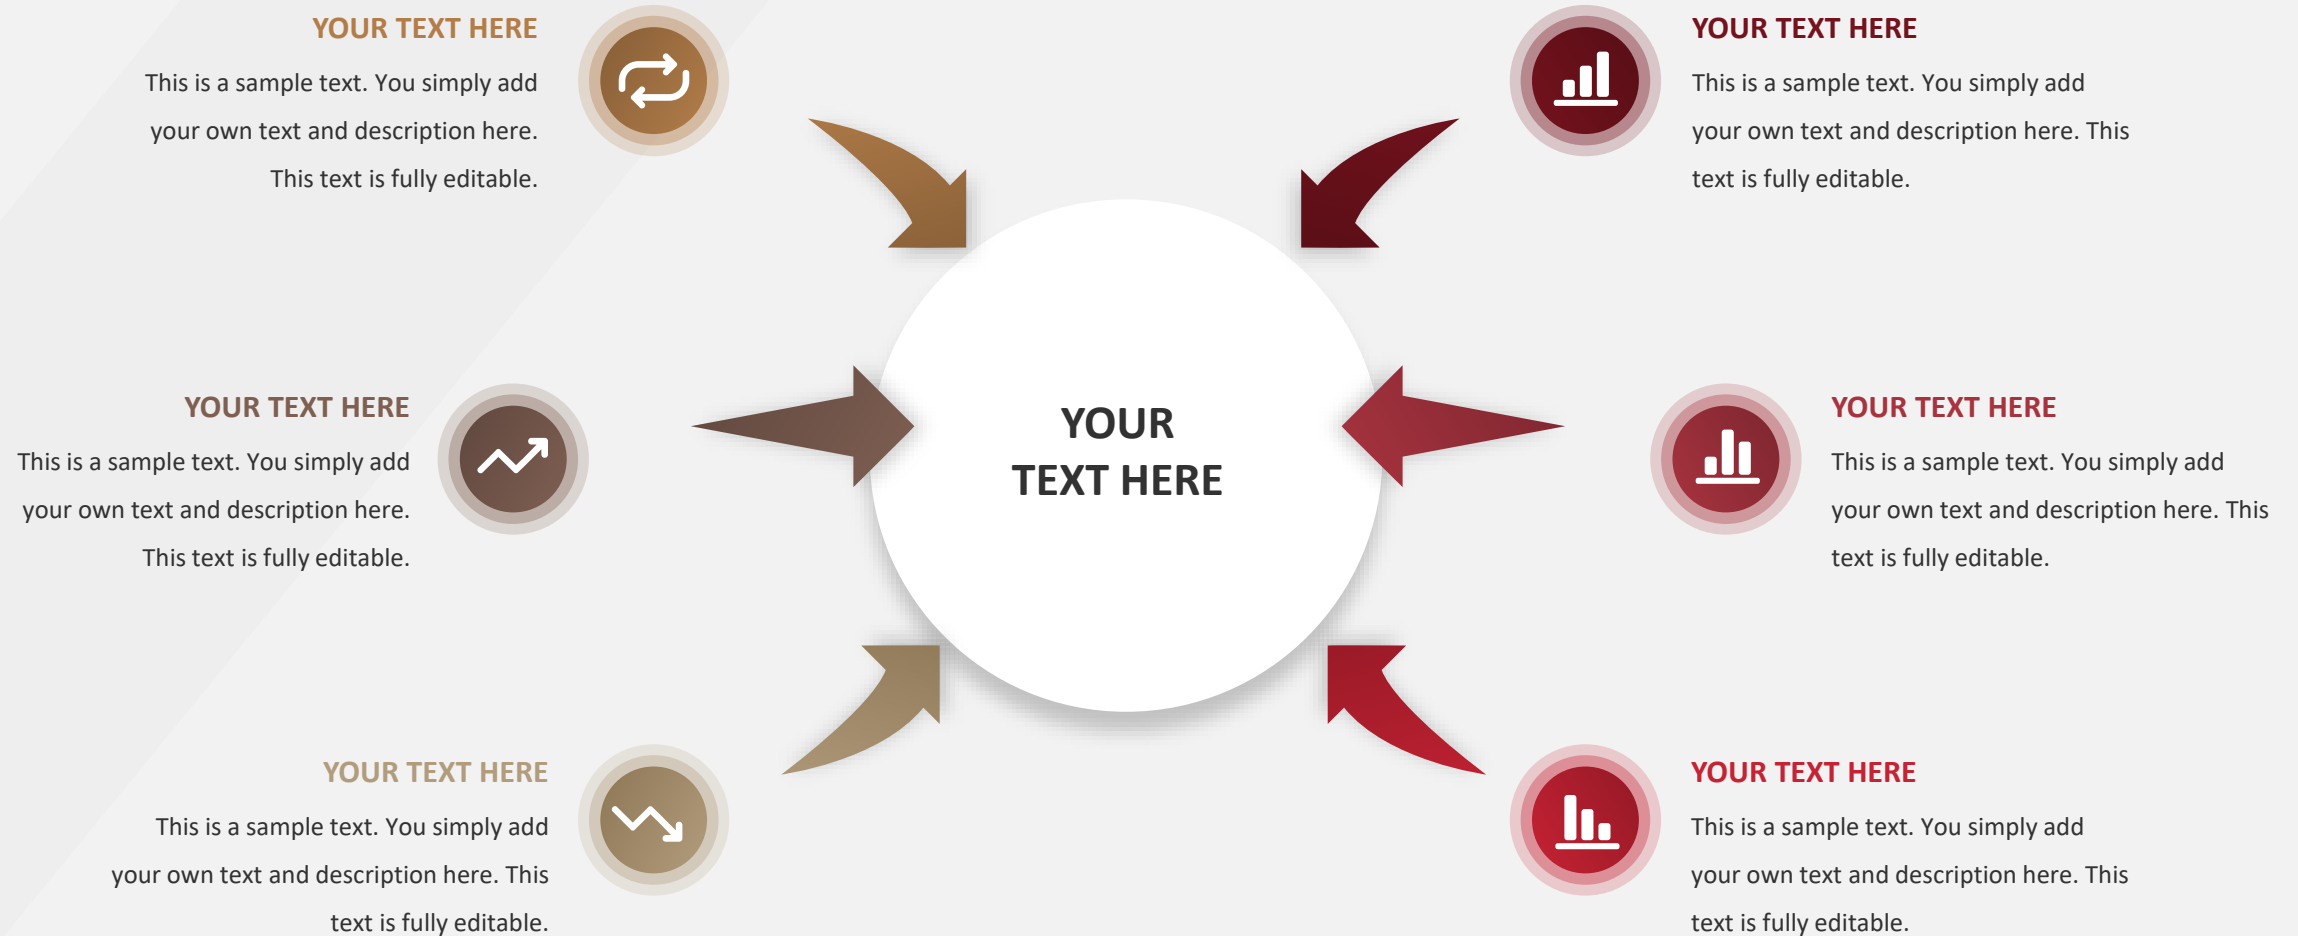 YOUR TEXT HERE
This is a sample text. You simply add
your own text and description here.
This text is fully editable.
YOUR TEXT HERE
This is a sample text. You simply add
your own text and description here. This
text is fully editable.
YOUR TEXT HERE
This is a sample text. You simply add
your own text and description here.
This text is fully editable.
YOUR
TEXT HERE
YOUR TEXT HERE
This is a sample text. You simply add
your own text and description here. This
text is fully editable.
YOUR TEXT HERE
This is a sample text. You simply add
your own text and description here. This
text is fully editable.
YOUR TEXT HERE
This is a sample text. You simply add
your own text and description here. This
text is fully editable.